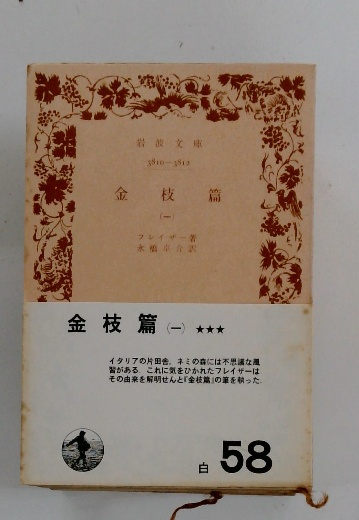 岩波文庫
3810—3812
金枝篇
(一)
フレイザー著
永橋卓介訳
金枝篇 (一) ★★★
イタリアの片田舎、ネミの森には不思議な風
習がある。これに気をひかれたフレイザーは
その由来を解明せんと『金枝篇』の筆を執った.
白 58